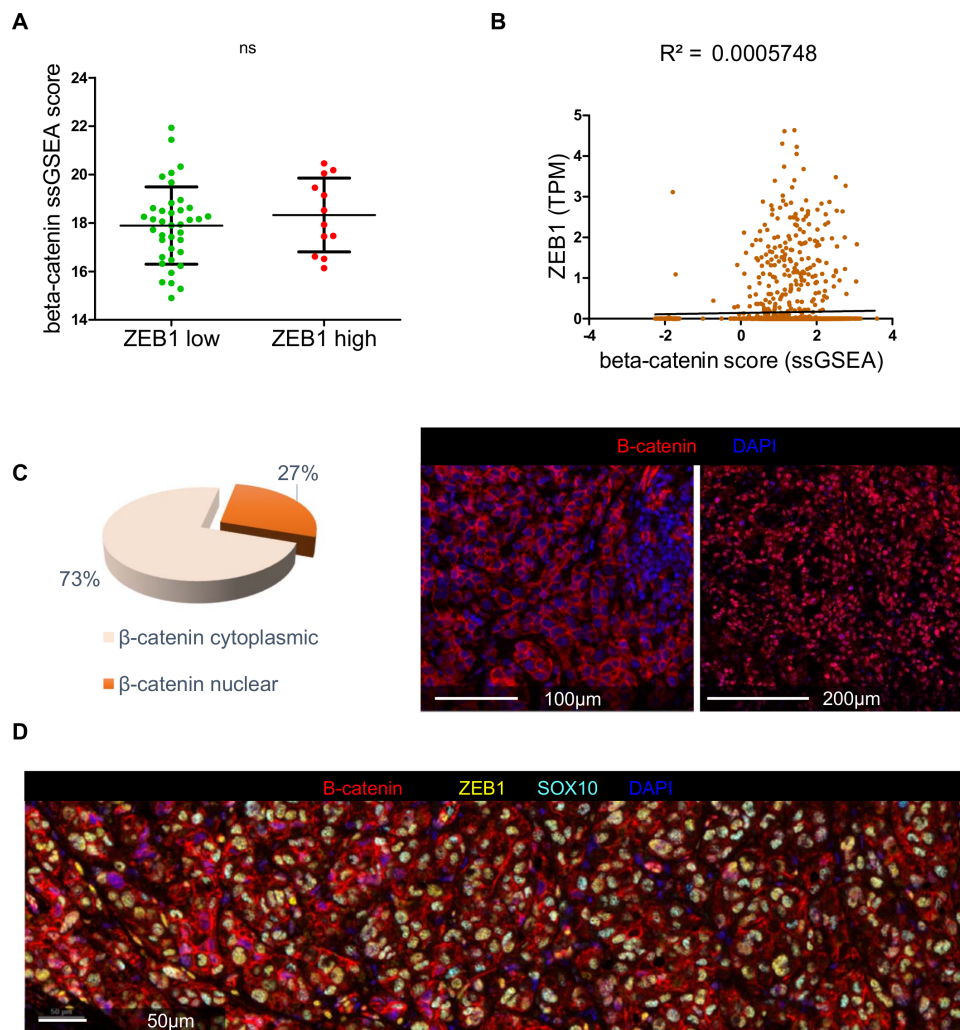 A
ns
beta-catenin ssGSEA score
24
22
20
18
16
14
ZEB1 low
ZEB1 high
B
R² = 0.0005748
ZEB1 (TPM)
5
4
3
2
1
0
-4
-2
0
2
4
beta-catenin score (ssGSEA)
C
27%
73%
β-catenin cytoplasmic
β-catenin nuclear
B-catenin DAPI
100μm
200μm
D
B-catenin ZEB1 SOX10 DAPI
50 μm
50μm